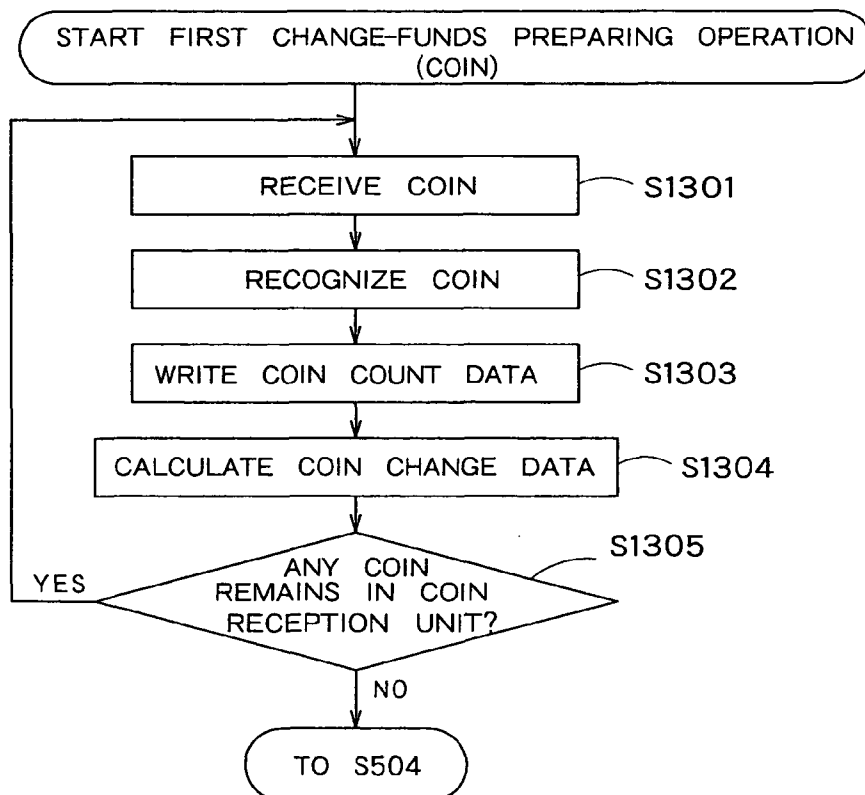 START FIRST CHANGE-FUNDS PREPARING OPERATION
(COIN)
RECEIVE COIN
S1301
RECOGNIZE COIN
S1302
WRITE COIN COUNT DATA
S1303
CALCULATE COIN CHANGE DATA
S1304
S1305
YES
ANY COIN
REMAINS IN COIN
RECEPTION UNIT?
NO
TO S504